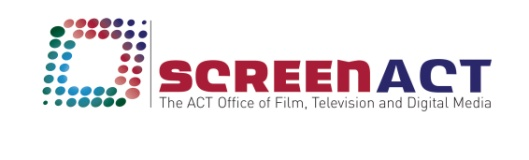 SCREENACT
The ACT Office of Film, Television and Digital Media